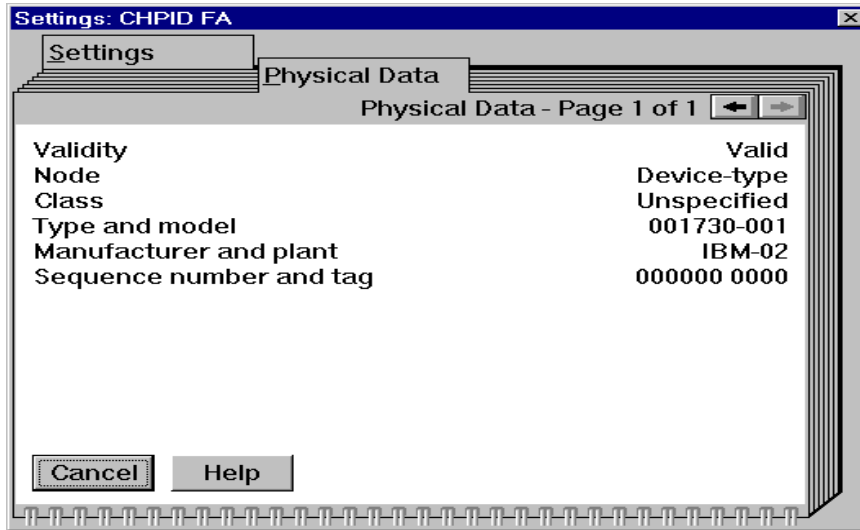 Settings: CHPID FA
Settings
Physical Data
Physical Data - Page 1 of 1
Validity Valid
Node Device-type
Class Unspecified
Type and model 001730-001
Manufacturer and plant IBM-02
Sequence number and tag 000000 0000
Cancel Help